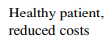 Healthy patient,
reduced costs